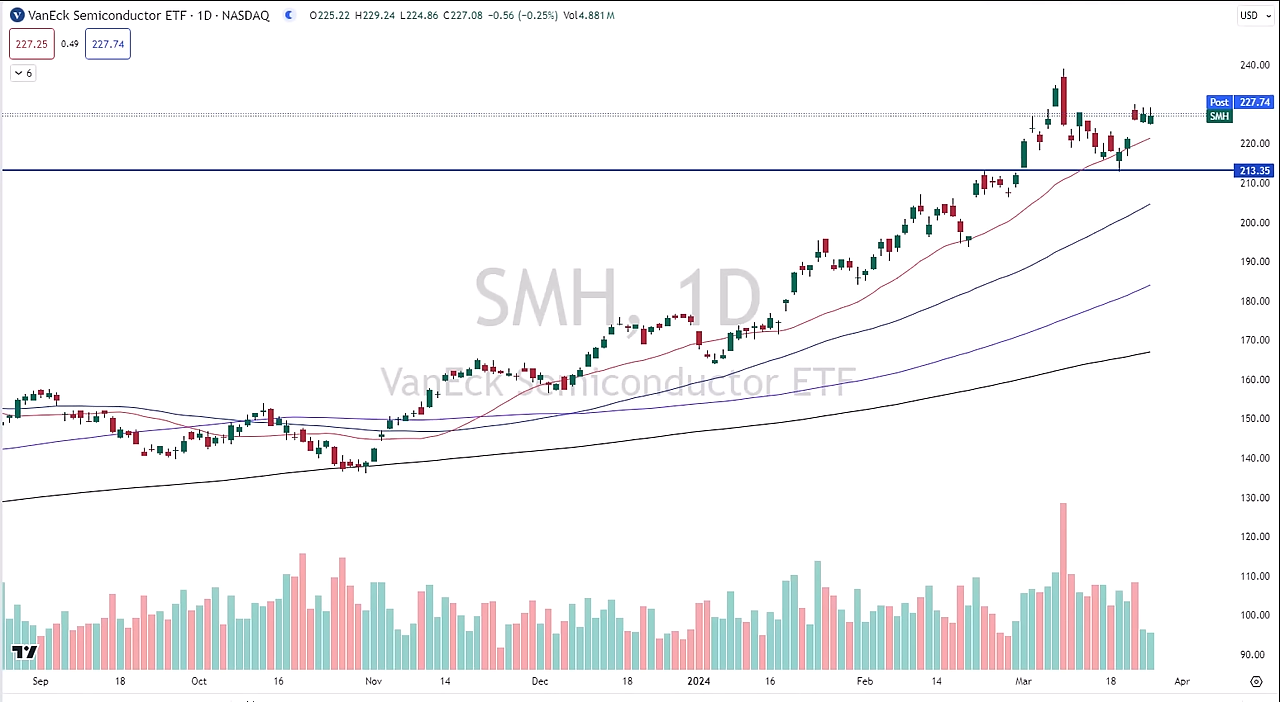 VanEck Semiconductor ETF · 1D · NASDAQ O225.22 H229.24 L224.86 C227.08 −0.56 (−0.25%) Vol4.881M
USD
227.25 0.49 227.74
6
240.00
Post 227.74
SMH
220.00
213.35
210.00
200.00
190.00
SMH, 1D
180.00
170.00
VanEck Semiconductor ETF
160.00
150.00
140.00
130.00
120.00
110.00
100.00
90.00
Sep 18 Oct 16 Nov 14 Dec 18 2024 16 Feb 14 Mar 18 Apr